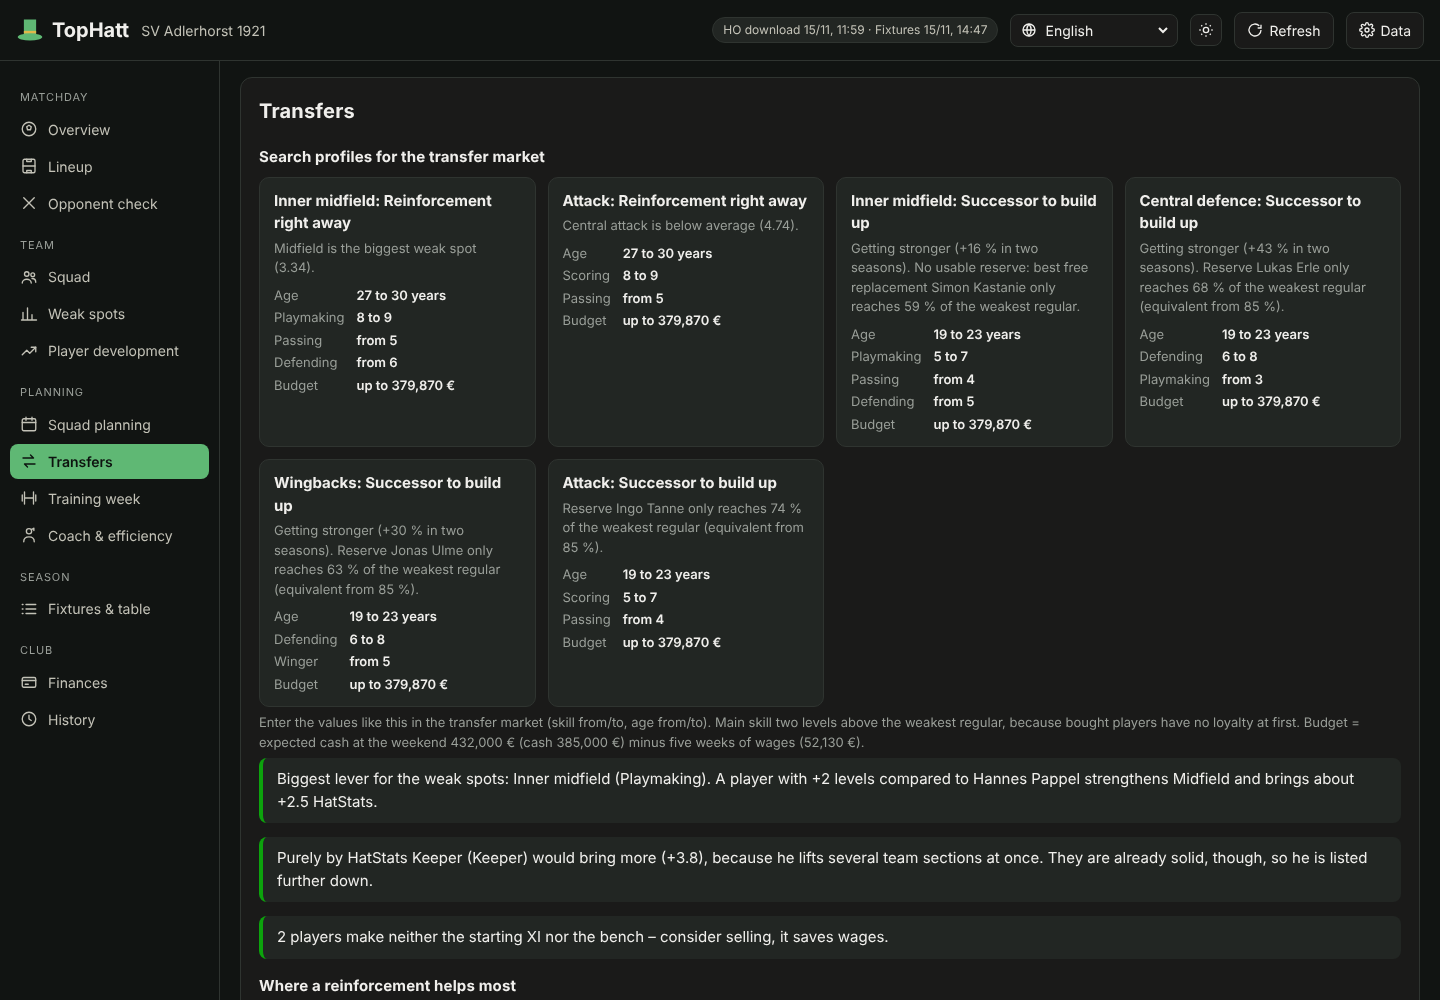 TopHatt
SV Adlerhorst 1921
HO download 15/11, 11:59 · Fixtures 15/11, 14:47
English
Refresh
Data
MATCHDAY
Overview
Lineup
Opponent check
TEAM
Squad
Weak spots
Player development
PLANNING
Squad planning
Transfers
Training week
Coach & efficiency
SEASON
Fixtures & table
CLUB
Finances
History
Transfers
Search profiles for the transfer market
Inner midfield: Reinforcement
right away
Midfield is the biggest weak spot
(3.34).
Age 27 to 30 years
Playmaking 8 to 9
Passing from 5
Defending from 6
Budget up to 379,870 €
Attack: Reinforcement right away
Central attack is below average (4.74).
Age 27 to 30 years
Scoring 8 to 9
Passing from 5
Budget up to 379,870 €
Inner midfield: Successor to build
up
Getting stronger (+16 % in two
seasons). No usable reserve: best free
replacement Simon Kastanie only
reaches 59 % of the weakest regular.
Age 19 to 23 years
Playmaking 5 to 7
Passing from 4
Defending from 5
Budget up to 379,870 €
Central defence: Successor to
build up
Getting stronger (+43 % in two
seasons). Reserve Lukas Erle only
reaches 68 % of the weakest regular
(equivalent from 85 %).
Age 19 to 23 years
Defending 6 to 8
Playmaking from 3
Budget up to 379,870 €
Wingbacks: Successor to build
up
Getting stronger (+30 % in two
seasons). Reserve Jonas Ulme only
reaches 63 % of the weakest regular
(equivalent from 85 %).
Age 19 to 23 years
Defending 6 to 8
Winger from 5
Budget up to 379,870 €
Attack: Successor to build up
Reserve Ingo Tanne only reaches 74 %
of the weakest regular (equivalent from
85 %).
Age 19 to 23 years
Scoring 5 to 7
Passing from 4
Budget up to 379,870 €
Enter the values like this in the transfer market (skill from/to, age from/to). Main skill two levels above the weakest regular, because bought players have no loyalty at first. Budget =
expected cash at the weekend 432,000 € (cash 385,000 €) minus five weeks of wages (52,130 €).
Biggest lever for the weak spots: Inner midfield (Playmaking). A player with +2 levels compared to Hannes Pappel strengthens Midfield and brings about
+2.5 HatStats.
Purely by HatStats Keeper (Keeper) would bring more (+3.8), because he lifts several team sections at once. They are already solid, though, so he is listed
further down.
2 players make neither the starting XI nor the bench – consider selling, it saves wages.
Where a reinforcement helps most